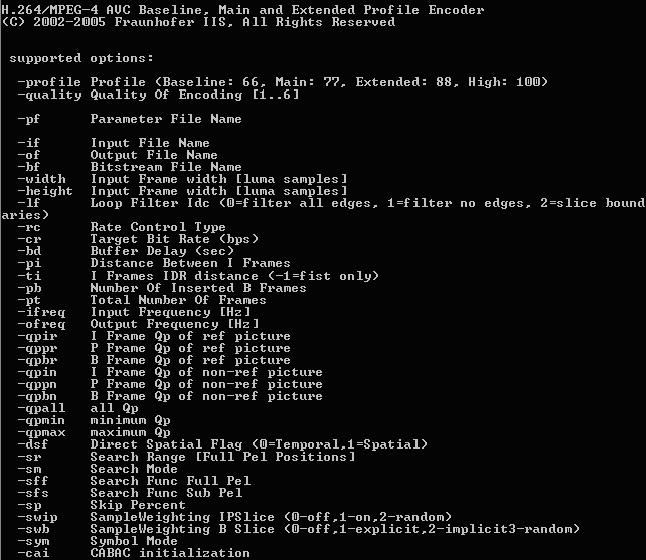 H.264/MPEG-4 AVC Baseline, Main and Extended Profile Encoder
(C) 2002-2005 Fraunhofer IIS, All Rights Reserved
supported options:
-profile Profile (Baseline: 66, Main: 77, Extended: 88, High: 100)
-quality Quality Of Encoding [1..6]
-pf Parameter File Name
-if Input File Name
-of Output File Name
-bf Bitstream File Name
-width Input Frame width [luma samples]
-height Input Frame width [luma samples]
-lf Loop Filter Idc (0=filter all edges, 1=filter no edges, 2=slice bound
aries)
-rc Rate Control Type
-cr Target Bit Rate (bps)
-bd Buffer Delay (sec)
-pi Distance Between I Frames
-ti I Frames IDR distance (-1=fist only)
-pb Number Of Inserted B Frames
-pt Total Number Of Frames
-ifreq Input Frequency [Hz]
-ofreq Output Frequency [Hz]
-qpir I Frame Qp of ref picture
-qppr P Frame Qp of ref picture
-qpbr B Frame Qp of ref picture
-qpin I Frame Qp of non-ref picture
-qppn P Frame Qp of non-ref picture
-qpbn B Frame Qp of non-ref picture
-qpall all Qp
-qpmin minimum Qp
-qpmax maximum Qp
-dsf Direct Spatial Flag (0=Temporal,1=Spatial)
-sr Search Range [Full Pel Positions]
-sm Search Mode
-sff Search Func Full Pel
-sfs Search Func Sub Pel
-sp Skip Percent
-swip SampleWeighting IPSlice (0-off,1-on,2-random)
-swb SampleWeighting B Slice (0-off,1-explicit,2-implicit3-random)
-sym Symbol Mode
-cai CABAC initialization